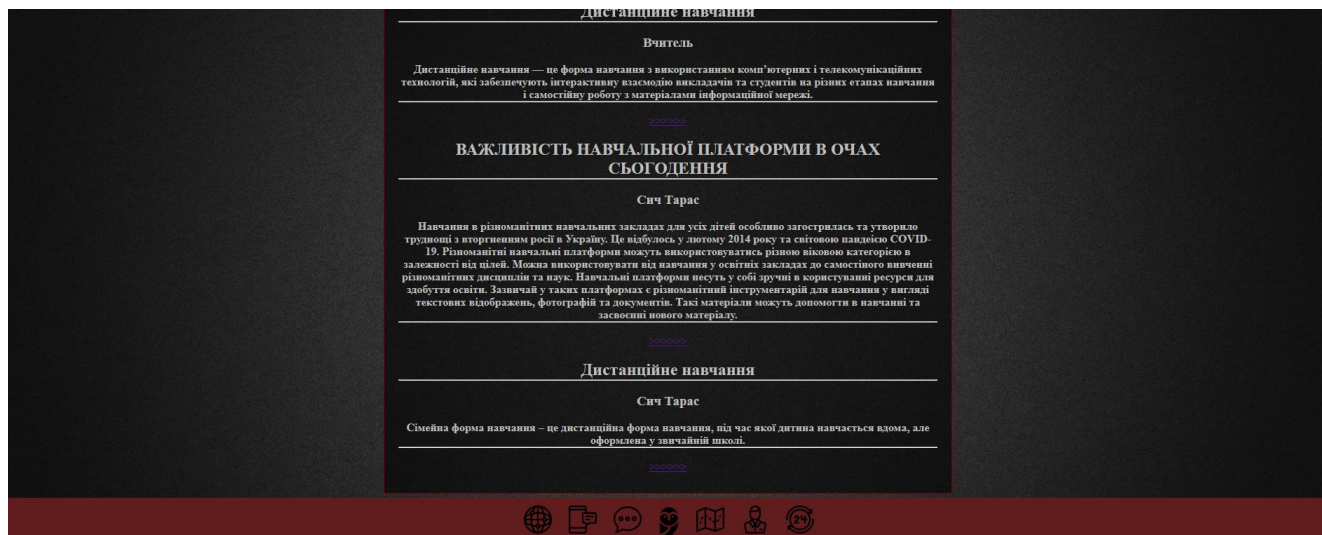 Дистанційне навчання
Вчитель
Дистанційне навчання — це форма навчання з використанням комп’ютерних і телекомунікаційних
технологій, які забезпечують інтерактивну взаємодію викладачів та студентів на різних етапах навчання
і самостійну роботу з матеріалами інформаційної мережі.
>>>>>>
ВАЖЛИВІСТЬ НАВЧАЛЬНОЇ ПЛАТФОРМИ В ОЧАХ
СЬОГОДЕННЯ
Сич Тарас
Навчання в різноманітних навчальних закладах для усіх дітей особливо загострилась та утворило
труднощі з вторгненням росії в Україну. Це відбулось у лютому 2014 року та світовою пандеією COVID-
19. Різноманітні навчальні платформи можуть використовуватись різною віковою категорією в
залежності від цілей. Можна використовувати від навчання у освітніх закладах до самостіного вивченні
різноманітних дисциплін та наук. Навчальні платформи несуть у собі зручні в користуванні ресурси для
здобуття освіти. Зазвичай у таких платформах є різноманітний інструментарій для навчання у вигляді
текстових відображень, фотографій та документів. Такі матеріали можуть допомогти в навчанні та
засвоєнні нового матеріалу.
>>>>>>
Дистанційне навчання
Сич Тарас
Сімейна форма навчання – це дистанційна форма навчання, під час якої дитина навчається вдома, але
оформлена у звичайній школі.
>>>>>>
24